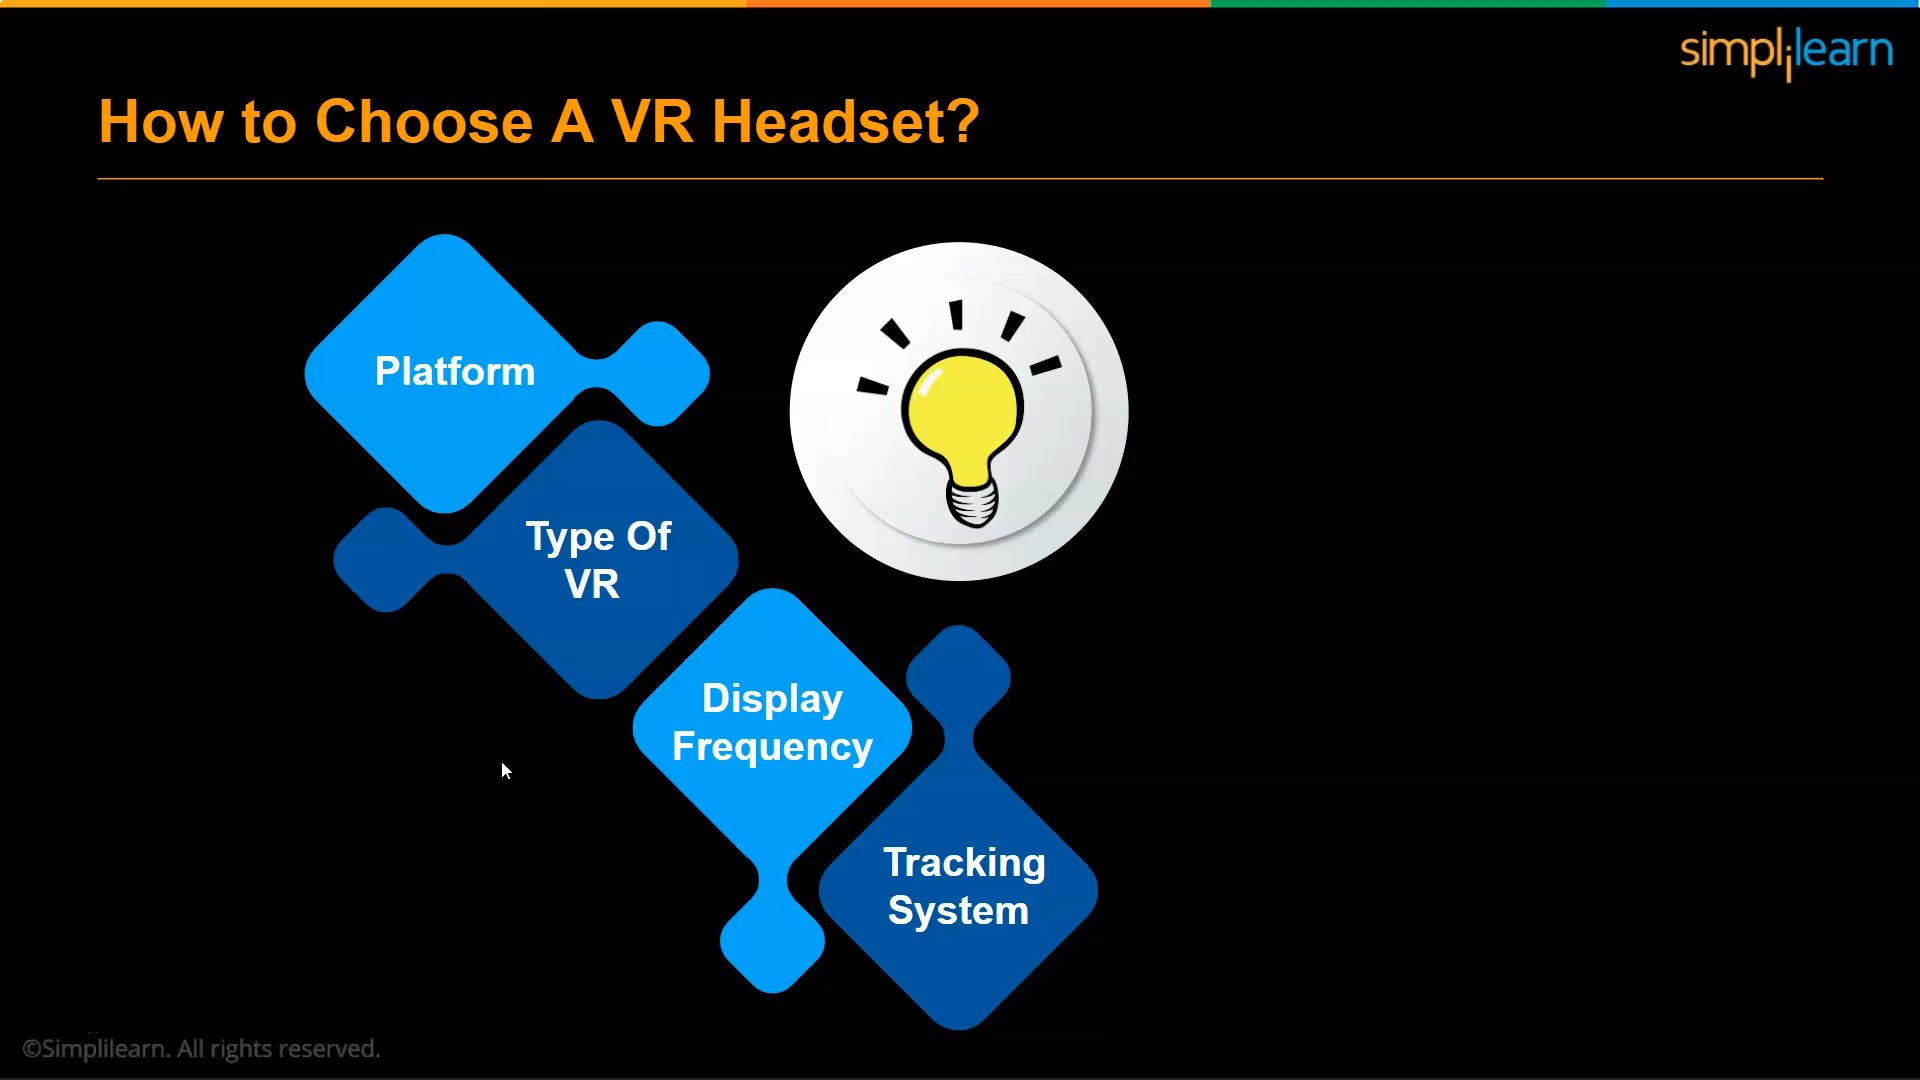 simplilearn
How to Choose A VR Headset?
Platform
Type Of
VR
Display
Frequency
Tracking
System
©Simplilearn. All rights reserved.